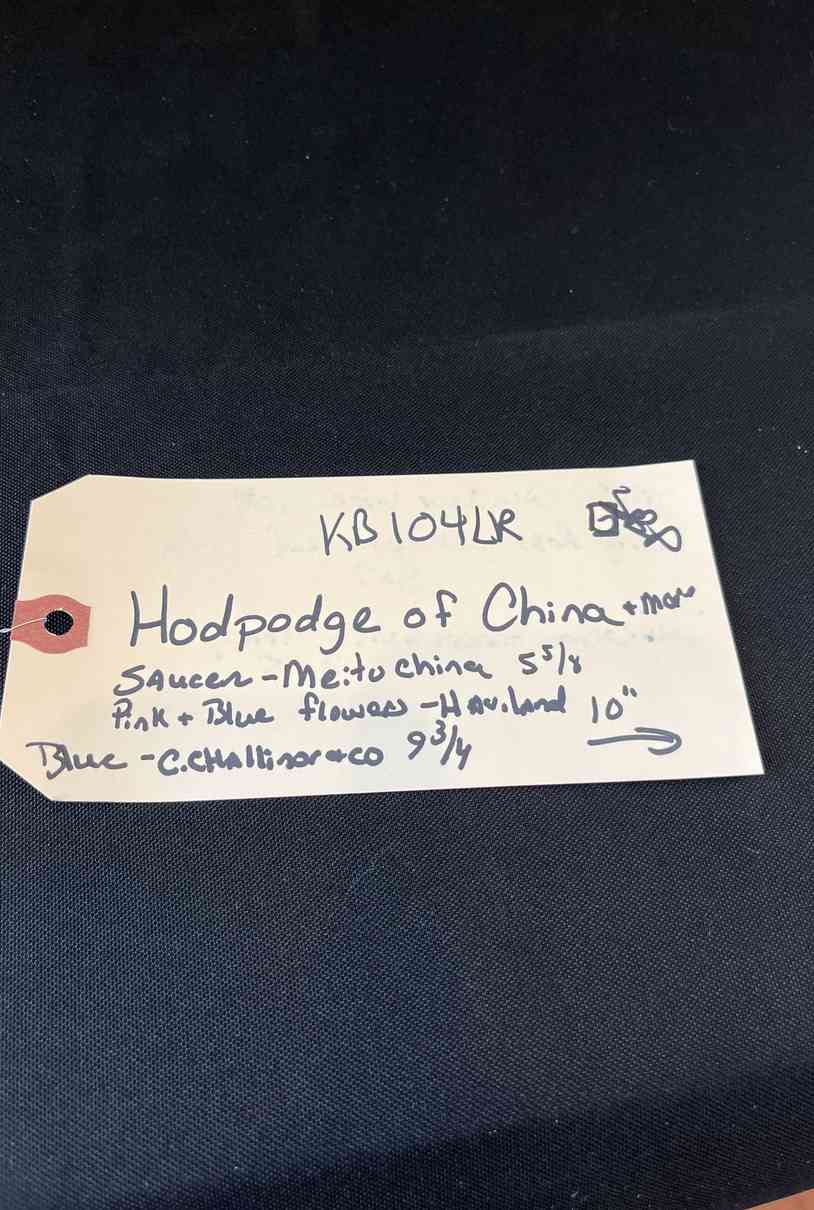 KB104LR
Hodpodge of China + more
Saucer - Meito China 5 5/8
Pink + Blue flowers - Haviland 10"
Blue - C.CHAllinor & co 9 3/4